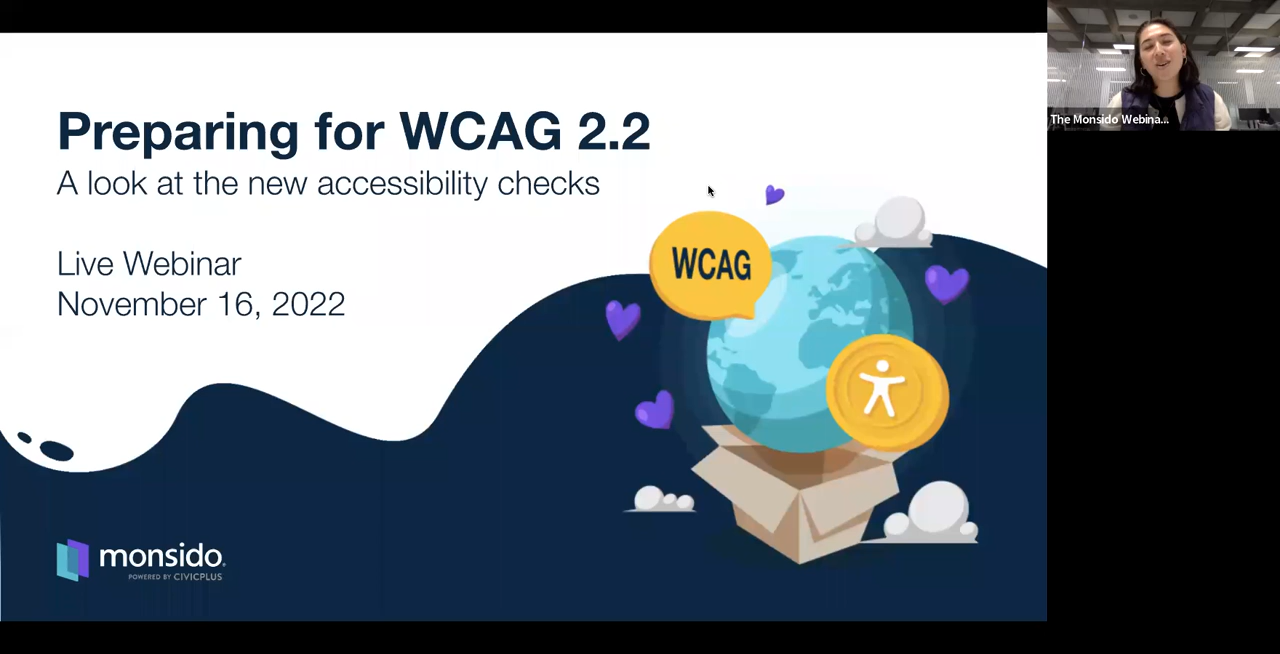 Preparing for WCAG 2.2
A look at the new accessibility checks
Live Webinar
November 16, 2022
WCAG
monsido
POWERED BY CIVICPLUS
The Monsido Webina...